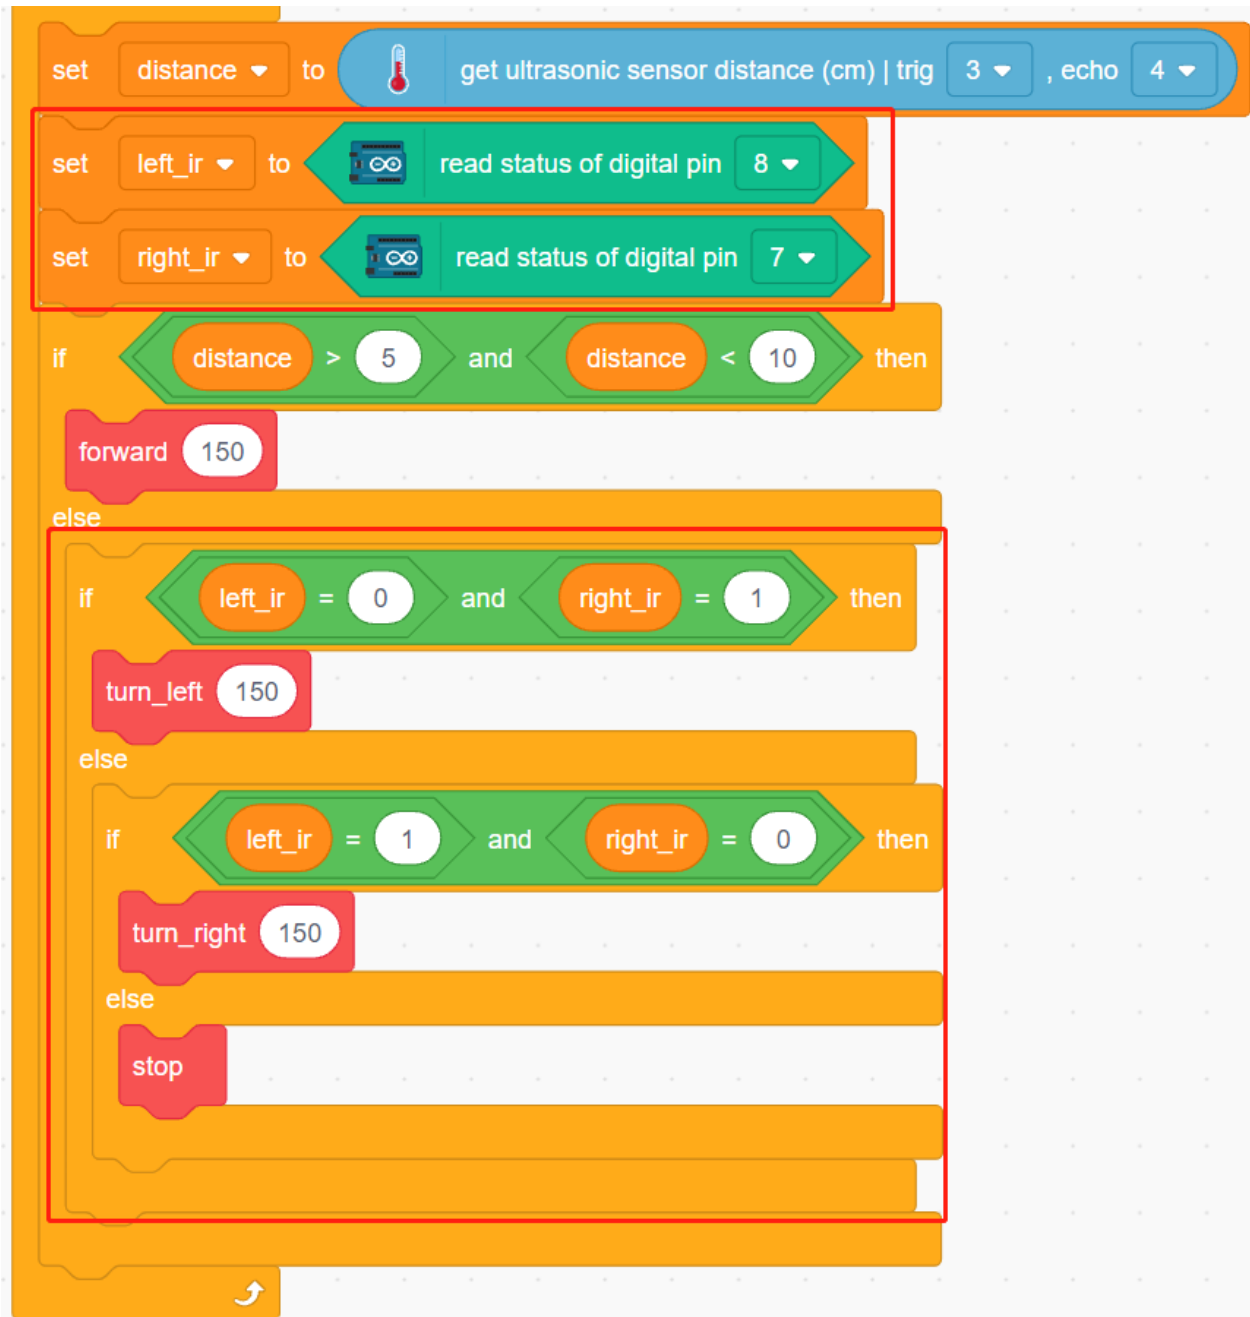 set distance to get ultrasonic sensor distance (cm) | trig 3 , echo 4
set left_ir to read status of digital pin 8
set right_ir to read status of digital pin 7
if distance > 5 and distance < 10 then
forward 150
else
if left_ir = 0 and right_ir = 1 then
turn_left 150
else
if left_ir = 1 and right_ir = 0 then
turn_right 150
else
stop